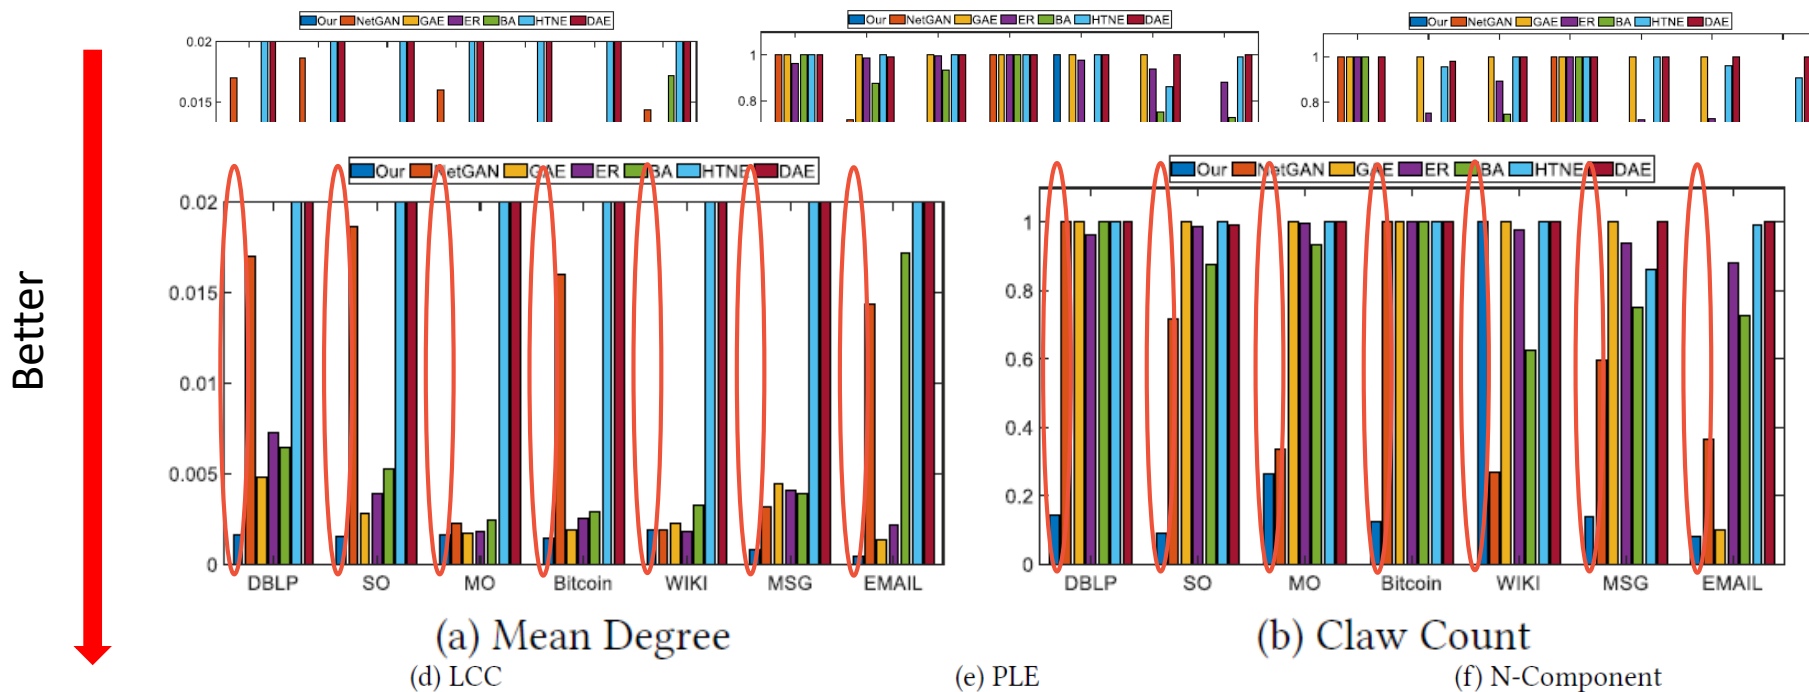 Our NetGAN GAE ER BA HTNE DAE
Our NetGAN GAE ER BA HTNE DAE
Our NetGAN GAE ER BA HTNE DAE
0.02
0.015
1
0.8
1
0.8
Our NetGAN GAE ER BA HTNE DAE
Our NetGAN GAE ER BA HTNE DAE
Better
0.02
0.015
0.01
0.005
0
1
0.8
0.6
0.4
0.2
0
DBLP SO MO Bitcoin WIKI MSG EMAIL
DBLP SO MO Bitcoin WIKI MSG EMAIL
(a) Mean Degree
(b) Claw Count
(d) LCC
(e) PLE
(f) N-Component